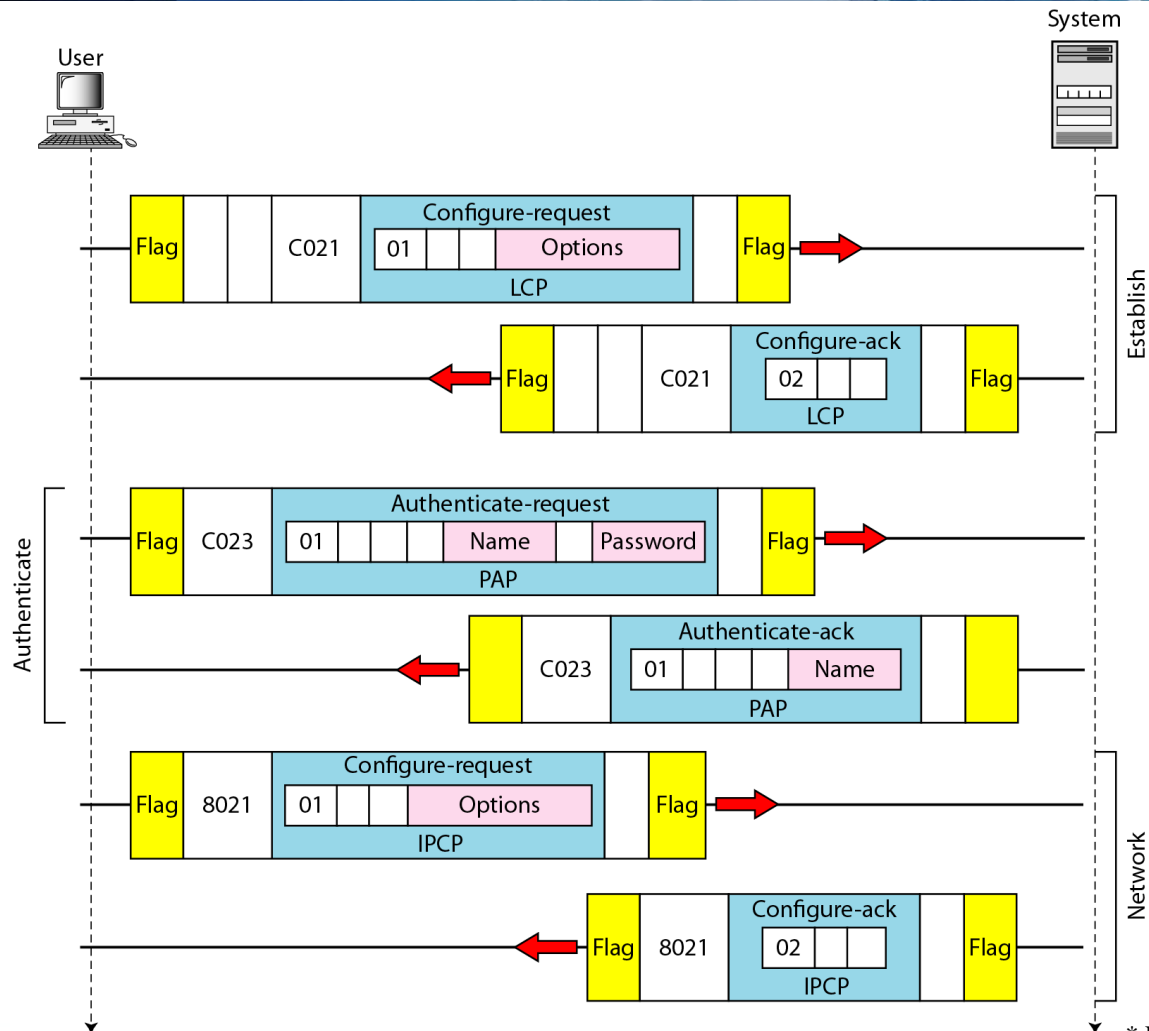 System
User
Configure-request
Flag C021 01 Options Flag
LCP
Establish
Configure-ack
Flag C021 02 Flag
LCP
Authenticate
Authenticate-request
Flag C023 01 Name Password Flag
PAP
Authenticate-ack
C023 01 Name
PAP
Configure-request
Flag 8021 01 Options Flag
IPCP
Network
Configure-ack
Flag 8021 02 Flag
IPCP